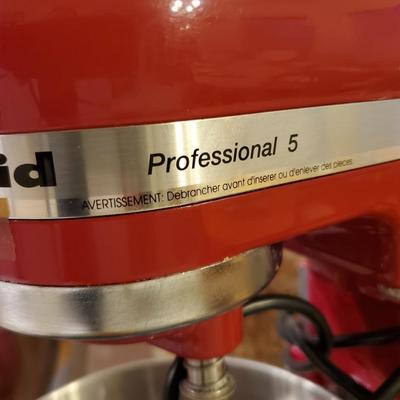 id
Professional 5
AVERTISSEMENT: Debrancher avant d'inserer ou d'enlever des pieces.